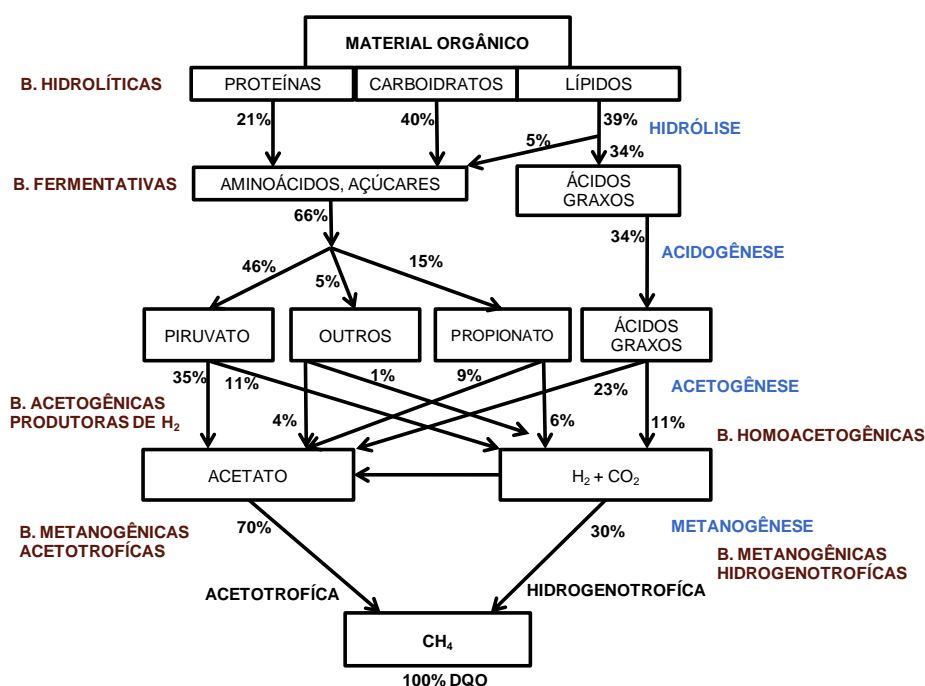 MATERIAL ORGÂNICO
B. HIDROLÍTICAS
PROTEÍNAS
CARBOIDRATOS
LÍPIDOS
21%
40%
39%
HIDRÓLISE
5%
34%
B. FERMENTATIVAS
AMINOÁCIDOS, AÇÚCARES
ÁCIDOS
GRAXOS
66%
34%
ACIDOGÊNESE
46%
5%
15%
PIRUVATO
OUTROS
PROPIONATO
ÁCIDOS
GRAXOS
35%
11%
1%
9%
23%
ACETOGÊNESE
B. ACETOGÊNICAS
PRODUTORAS DE H₂
4%
6%
11%
B. HOMOACETOGÊNICAS
ACETATO
H₂ + CO₂
B. METANOGÊNICAS
ACETOTROFÍCAS
70%
30%
METANOGÊNESE
B. METANOGÊNICAS
HIDROGENOTROFÍCAS
ACETOTROFÍCA
HIDROGENOTROFÍCA
CH₄
100% DQO